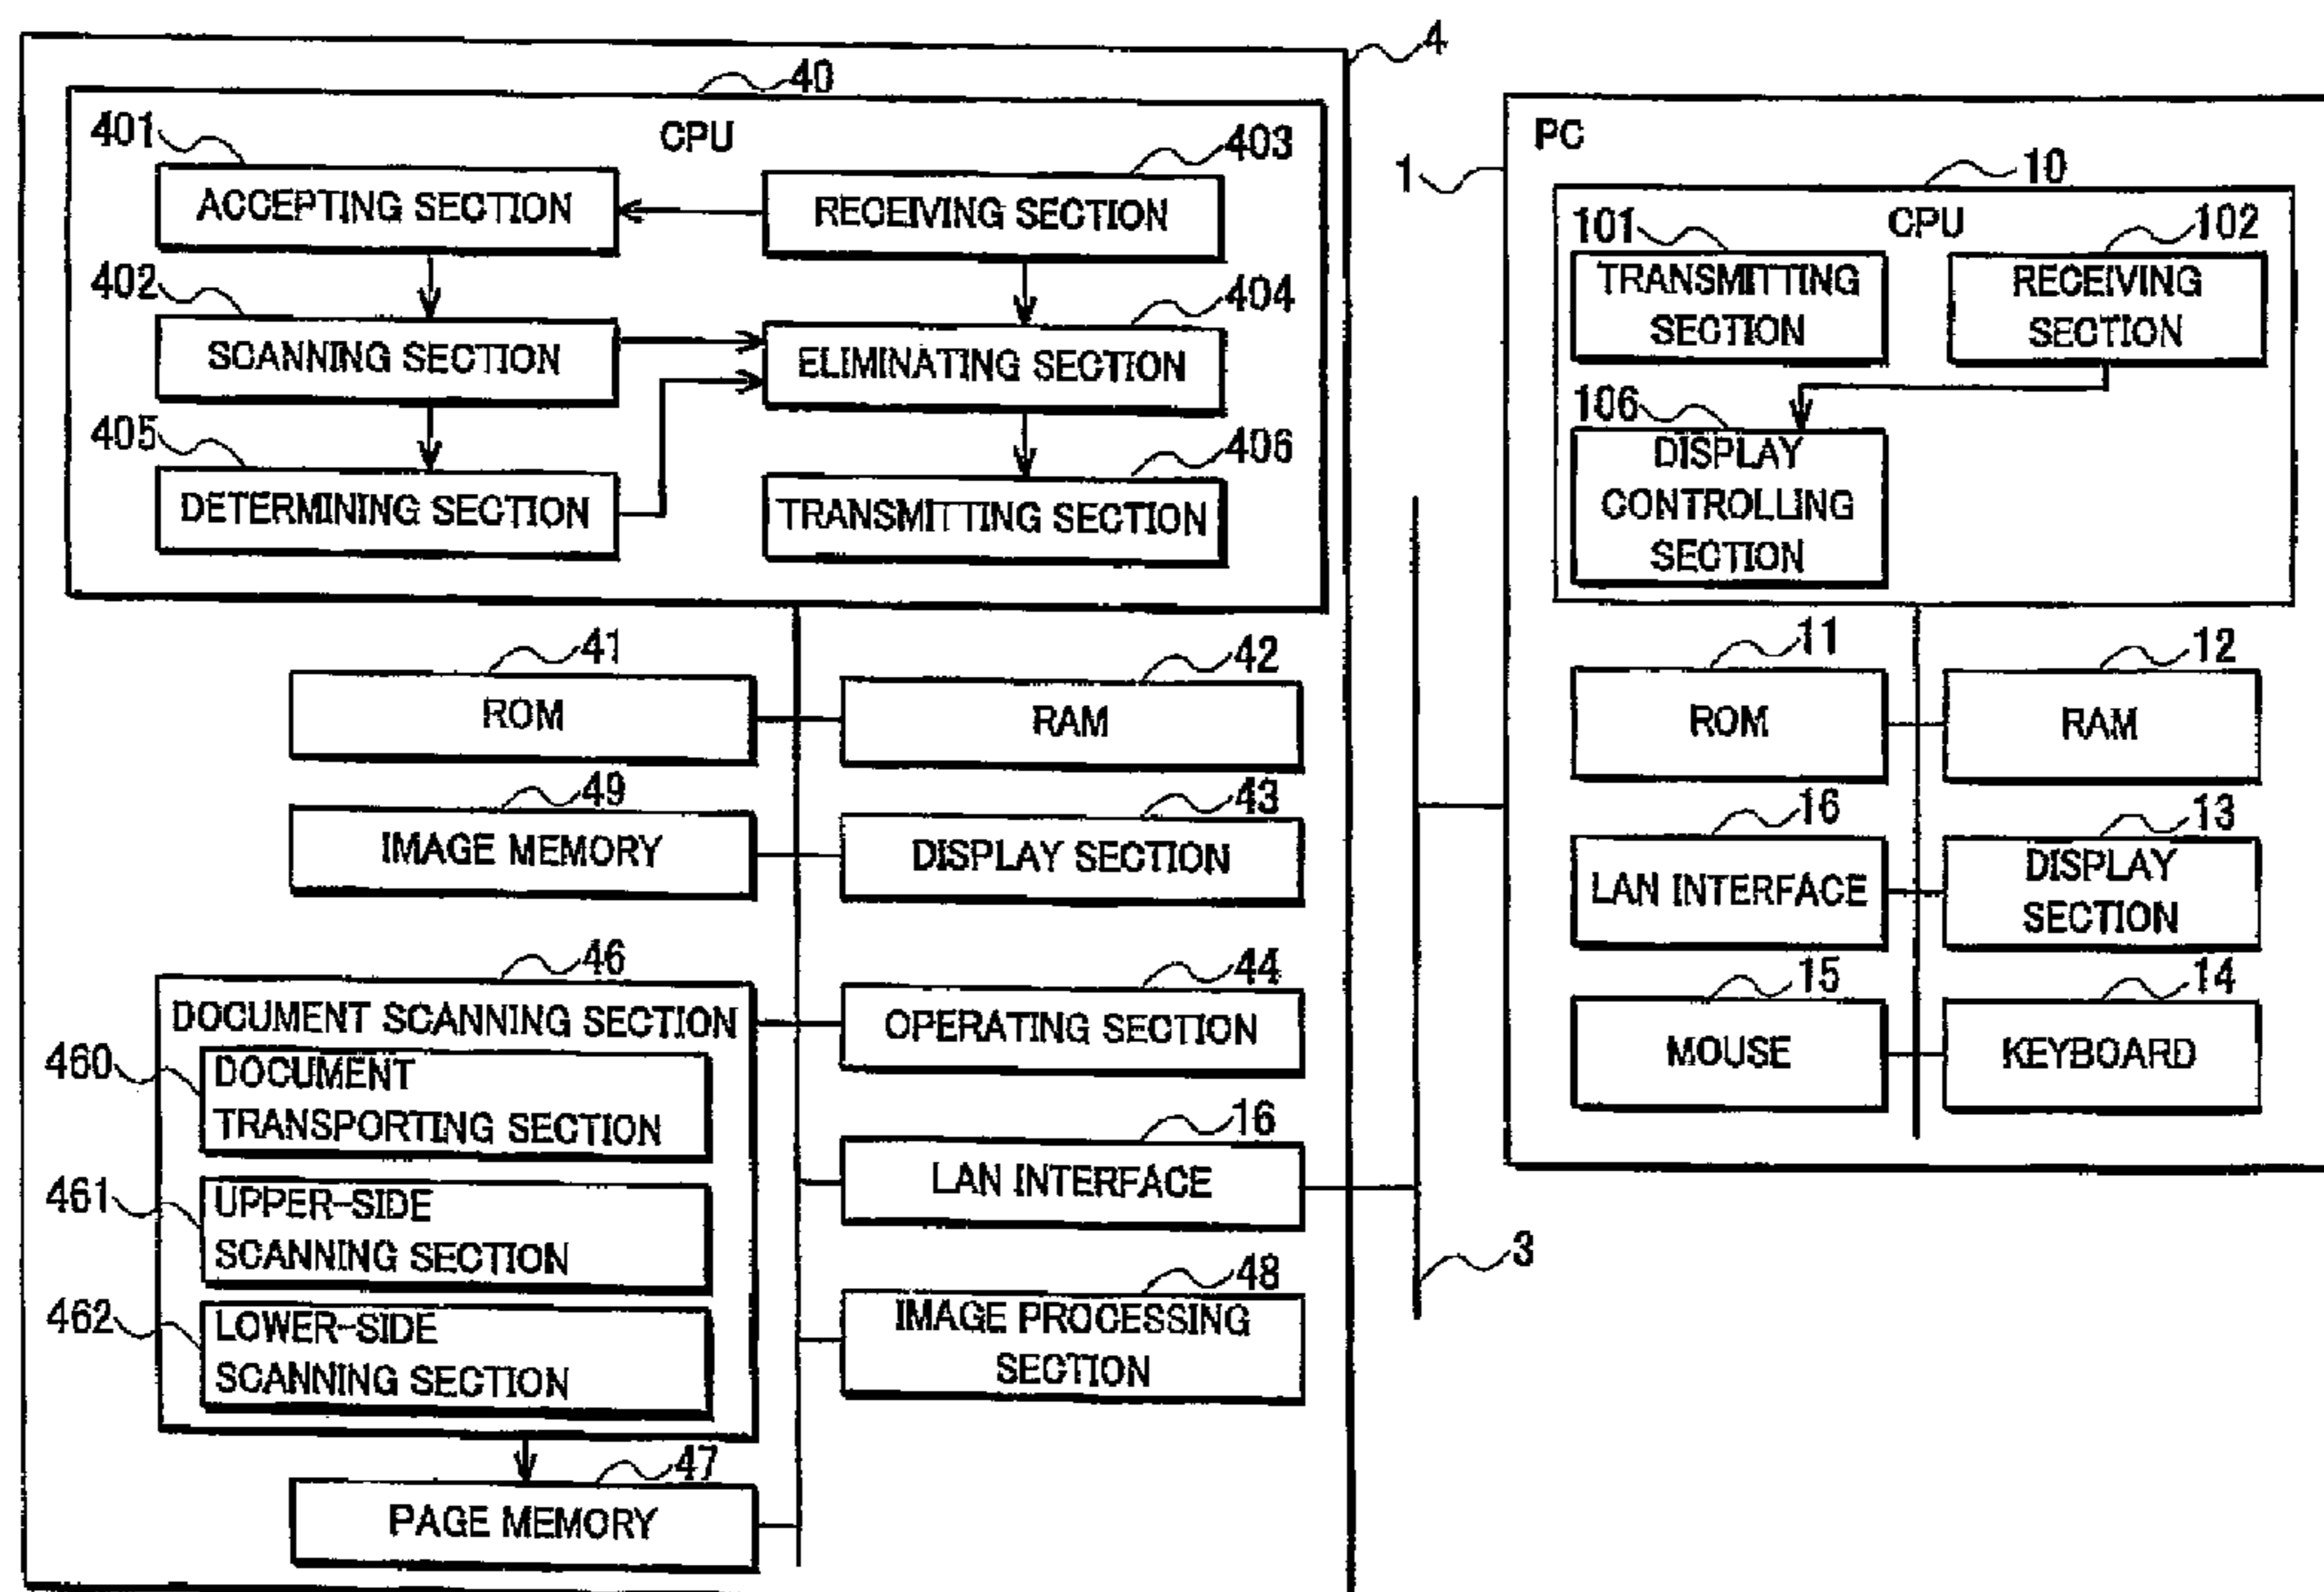 4
40
CPU
401
403
ACCEPTING SECTION
RECEIVING SECTION
402
404
SCANNING SECTION
ELIMINATING SECTION
405
406
DETERMINING SECTION
TRANSMITTING SECTION
41
42
ROM
RAM
49
43
IMAGE MEMORY
DISPLAY SECTION
46
44
DOCUMENT SCANNING SECTION
OPERATING SECTION
460
DOCUMENT
TRANSPORTING SECTION
16
LAN INTERFACE
461
UPPER-SIDE
SCANNING SECTION
48
IMAGE PROCESSING
SECTION
462
LOWER-SIDE
SCANNING SECTION
47
PAGE MEMORY
3
1
PC
10
CPU
101
102
TRANSMITTING
SECTION
RECEIVING
SECTION
106
DISPLAY
CONTROLLING
SECTION
11
12
ROM
RAM
16
13
LAN INTERFACE
DISPLAY
SECTION
15
14
MOUSE
KEYBOARD